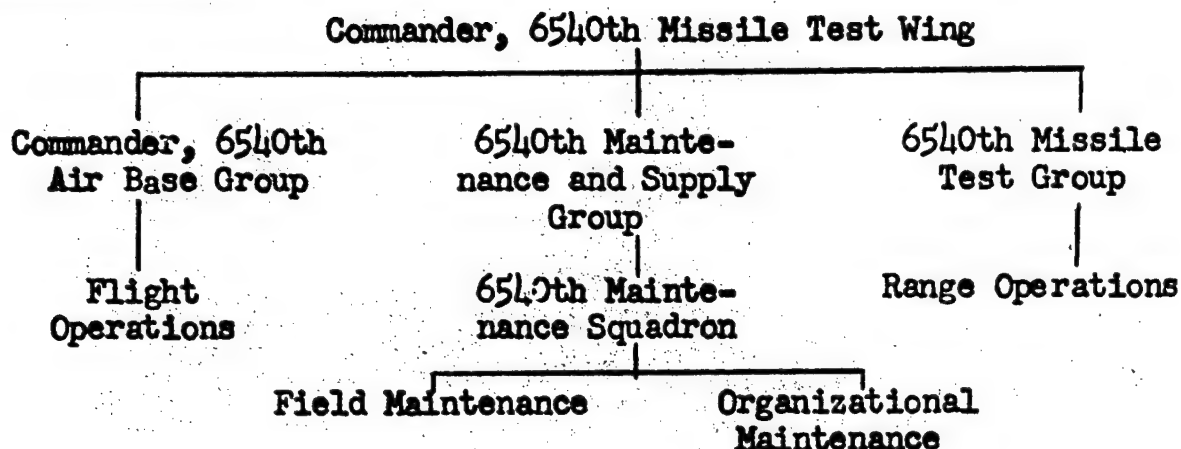 Commander, 6540th Missile Test Wing
Commander, 6540th
Air Base Group
6540th Mainte-
nance and Supply
Group
6540th Missile
Test Group
Flight
Operations
6540th Mainte-
nance Squadron
Range Operations
Field Maintenance
Organizational
Maintenance